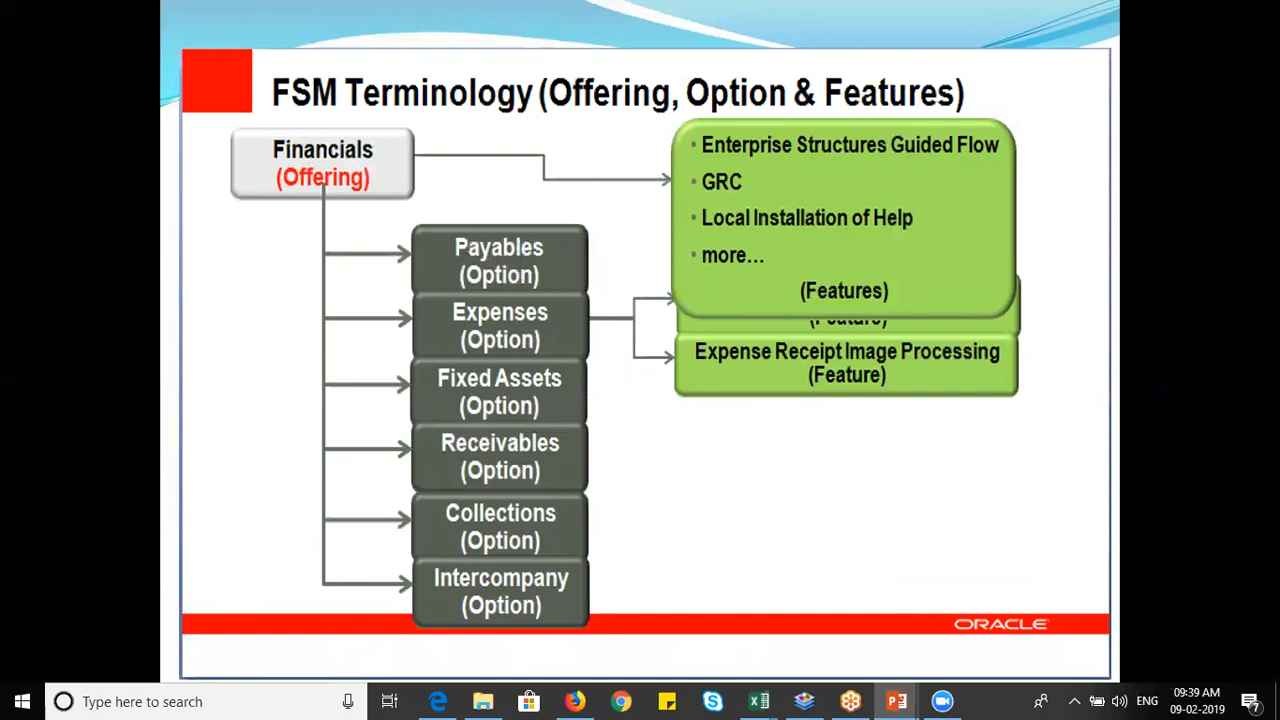 FSM Terminology (Offering, Option & Features)
Financials
(Offering)
• Enterprise Structures Guided Flow
• GRC
• Local Installation of Help
• more...
(Features)
(Feature)
Payables
(Option)
Expenses
(Option)
Expense Receipt Image Processing
(Feature)
Fixed Assets
(Option)
Receivables
(Option)
Collections
(Option)
Intercompany
(Option)
ORACLE
Type here to search
ENG
09:39 AM
09-02-2019
7